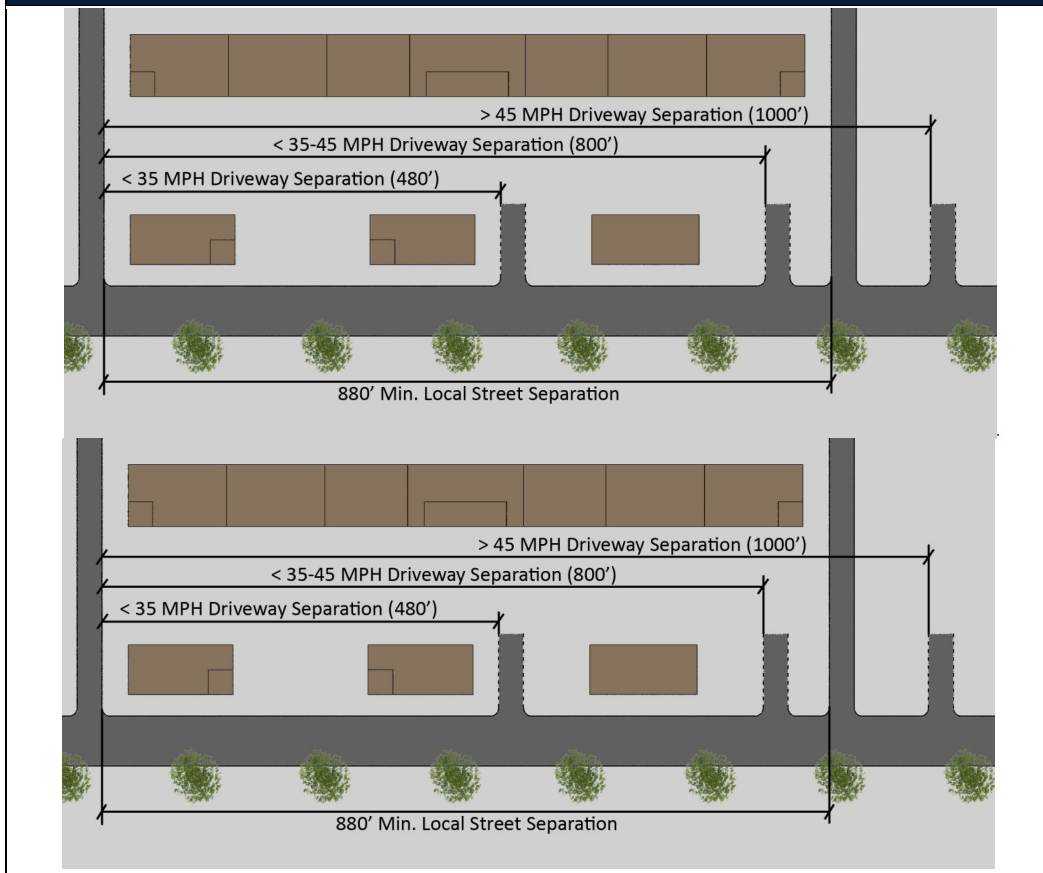 > 45 MPH Driveway Separation (1000’)
< 35-45 MPH Driveway Separation (800’)
< 35 MPH Driveway Separation (480’)
880’ Min. Local Street Separation
> 45 MPH Driveway Separation (1000’)
< 35-45 MPH Driveway Separation (800’)
< 35 MPH Driveway Separation (480’)
880’ Min. Local Street Separation